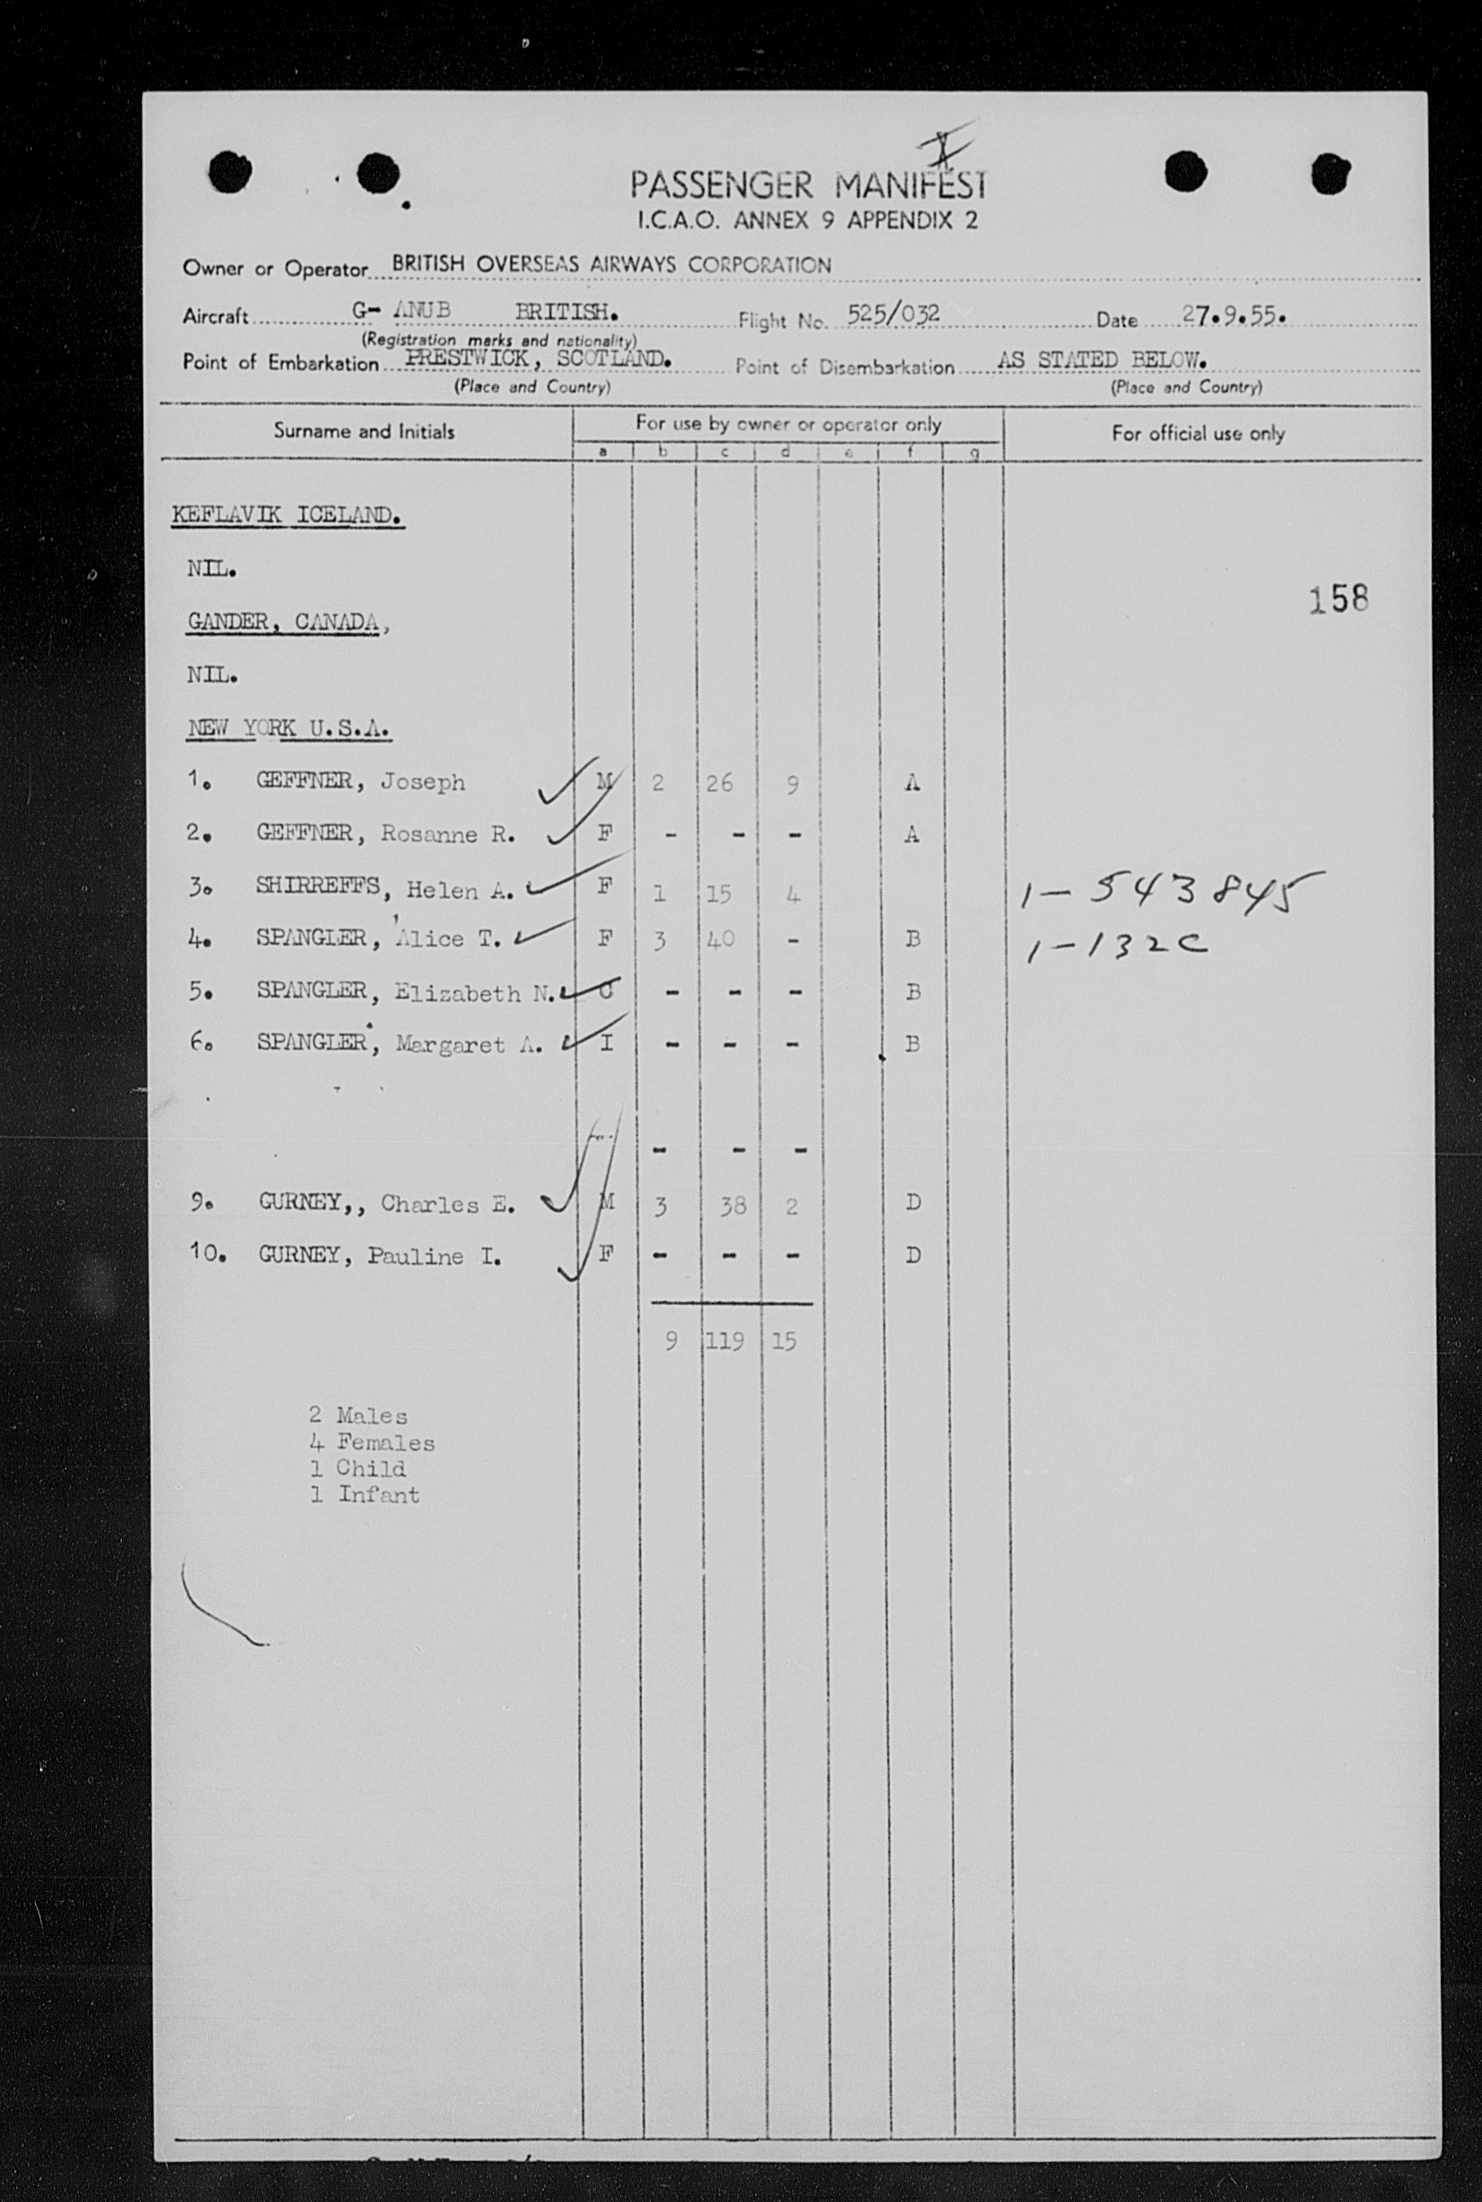 PASSENGER MANIFEST
I.C.A.O. ANNEX 9 APPENDIX 2
Owner or Operator BRITISH OVERSEAS AIRWAYS CORPORATION
Aircraft G- ANUB BRITISH. Flight No. 525/032 Date 27.9.55.
(Registration marks and nationality)
Point of Embarkation PRESTWICK, SCOTLAND. Point of Disembarkation AS STATED BELOW.
(Place and Country) (Place and Country)
Surname and Initials For use by owner or operator only For official use only
a b c d e f g
KEFLAVIK ICELAND.
NIL.
158
GANDER, CANADA,
NIL.
NEW YORK U.S.A.
1. GEFFNER, Joseph M 2 26 9 A
2. GEFFNER, Rosanne R. F - - - A
3. SHIRREFFS, Helen A. F 1 15 4 1-543845
4. SPANGLER, Alice T. F 3 40 - B 1-132C
5. SPANGLER, Elizabeth N. C - - - B
6. SPANGLER, Margaret A. I - - - B
- - -
9. GURNEY,, Charles E. M 3 38 2 D
10. GURNEY, Pauline I. F - - - D
9 119 15
2 Males
4 Females
1 Child
1 Infant